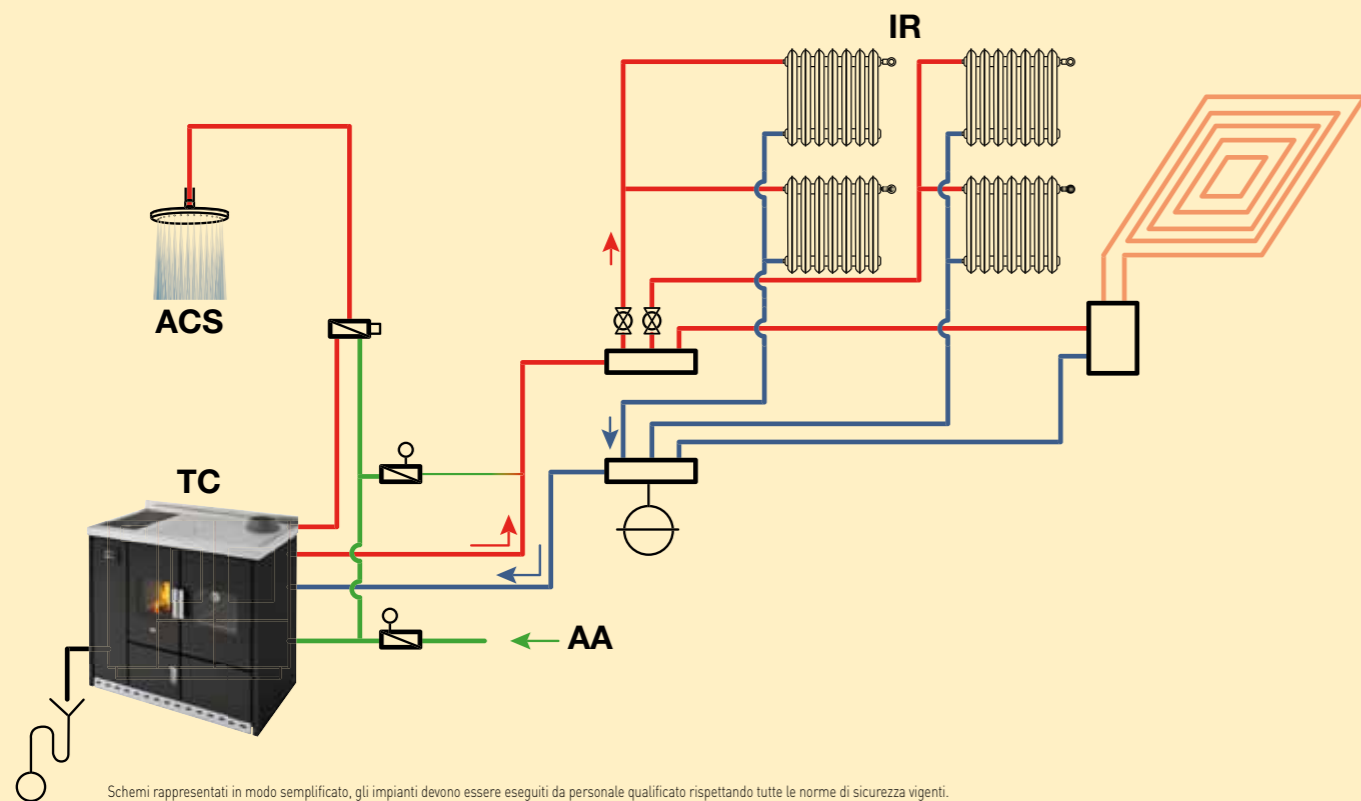 IR
ACS
TC
AA
Schemi rappresentati in modo semplificato, gli impianti devono essere eseguiti da personale qualificato rispettando tutte le norme di sicurezza vigenti.